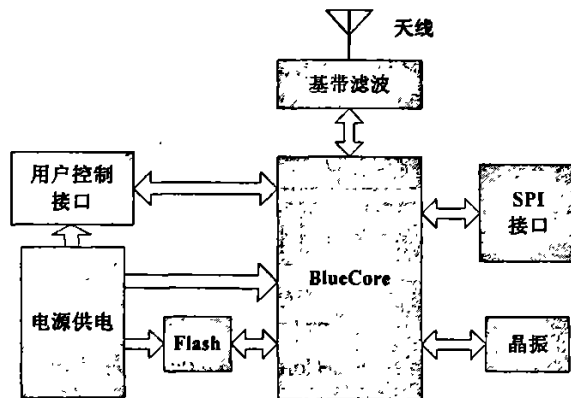 天线
基带滤波
用户控制
接口
SPI
接口
BlueCore
电源供电
Flash
晶振